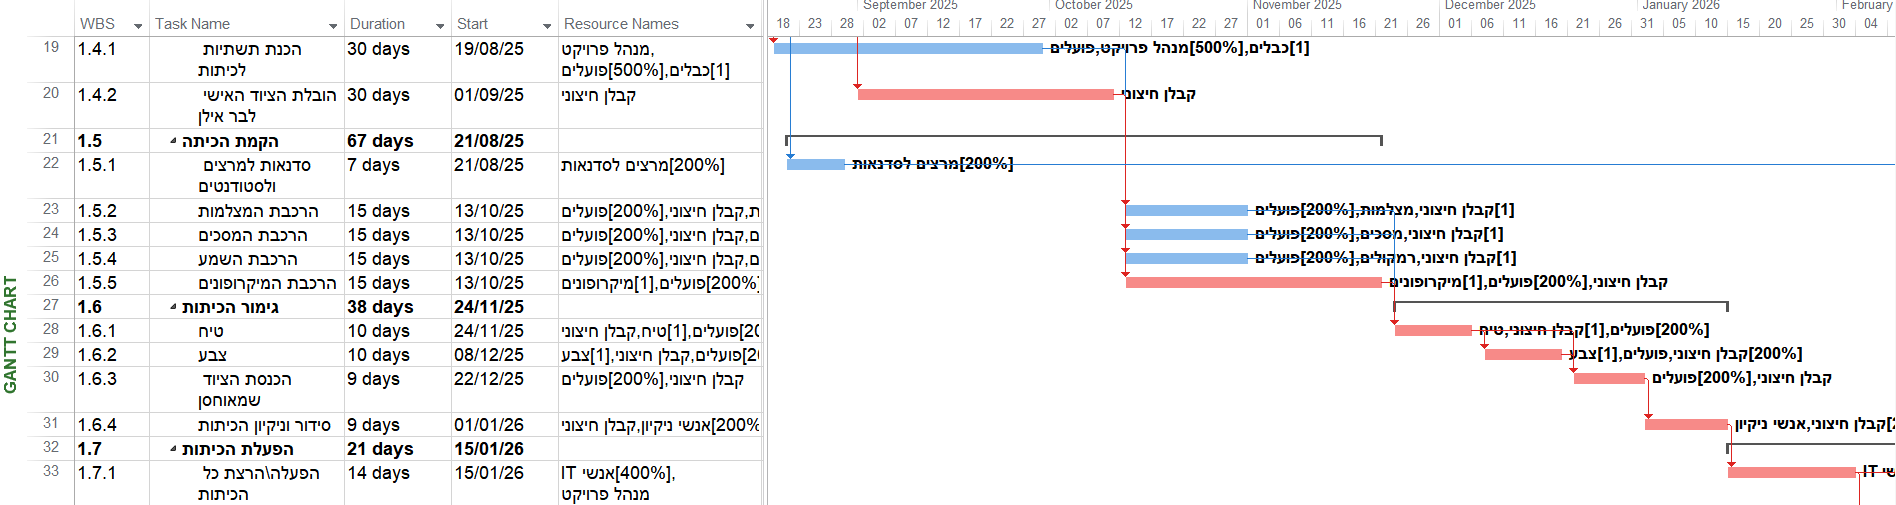 September 2025 October 2025 November 2025 December 2025 January 2026 February
WBS Task Name Duration Start Resource Names 18 23 28 02 07 12 17 22 27 02 07 12 17 22 27 01 06 11 16 21 26 01 06 11 16 21 26 31 05 10 15 20 25 30 04
19 1.4.1 הכנת תשתיות 30 days 19/08/25 מנהל פרויקט, כבלים,[500%]מנהל פרויקט,פועלים[1]
לכיתות כבלים,[500%]פועלים[1]
20 1.4.2 הובלת הציוד האישי 30 days 01/09/25 קבלן חיצוני קבלן חיצוני
לבר אילן
21 1.5 הקמת הכיתה 67 days 21/08/25
22 1.5.1 סדנאות למרצים 7 days 21/08/25 מרצים לסדנאות[200%] מרצים לסדנאות[200%]
ולסטודנטים
23 1.5.2 הרכבת המצלמות 15 days 13/10/25 קבלן חיצוני,[200%]פועלים קבלן חיצוני,מצלמות,[200%]פועלים[1]
24 1.5.3 הרכבת המסכים 15 days 13/10/25 קבלן חיצוני,[200%]פועלים קבלן חיצוני,מסכים,[200%]פועלים[1]
25 1.5.4 הרכבת השמע 15 days 13/10/25 קבלן חיצוני,[200%]פועלים קבלן חיצוני,רמקולים,[200%]פועלים[1]
26 1.5.5 הרכבת המיקרופונים 15 days 13/10/25 פועלים,[1]מיקרופונים[200%] קבלן חיצוני,[200%]פועלים,[1]מיקרופונים
27 1.6 גימור הכיתות 38 days 24/11/25
28 1.6.1 טיח 10 days 24/11/25 פועלים,[1]טיח,קבלן חיצוני פועלים,[1]קבלן חיצוני,טיח[200%]
29 1.6.2 צבע 10 days 08/12/25 פועלים,קבלן חיצוני,[1]צבע קבלן חיצוני,פועלים,[1]צבע[200%]
30 1.6.3 הכנסת הציוד 9 days 22/12/25 קבלן חיצוני,[200%]פועלים קבלן חיצוני,[200%]פועלים
שמאוחסן
31 1.6.4 סידור וניקיון הכיתות 9 days 01/01/26 אנשי ניקיון,קבלן חיצוני[200% קבלן חיצוני,אנשי ניקיון
32 1.7 הפעלת הכיתות 21 days 15/01/26
33 1.7.1 הפעלה\הרצת כל 14 days 15/01/26 IT אנשי[400%],
הכיתות מנהל פרויקט
GANTT CHART